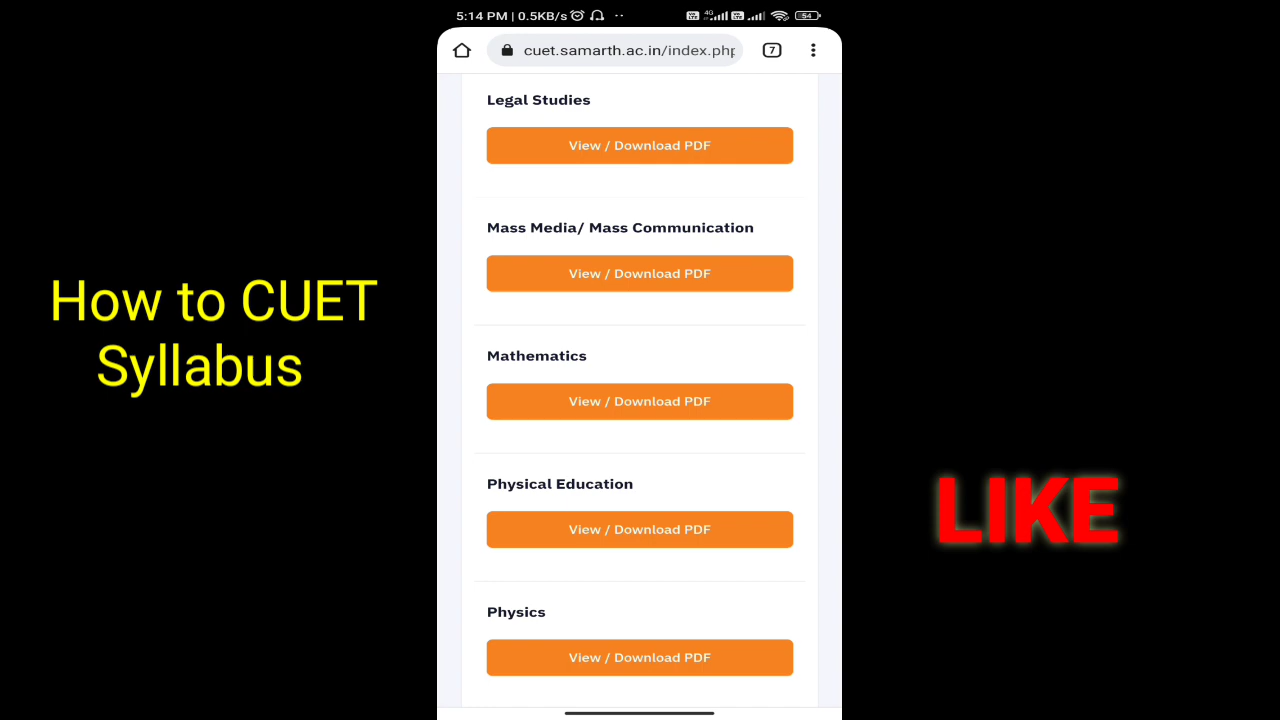 5:14 PM | 0.5KB/s
4G
54
cuet.samarth.ac.in/index.php
7
Legal Studies
View / Download PDF
Mass Media/ Mass Communication
View / Download PDF
Mathematics
View / Download PDF
Physical Education
View / Download PDF
Physics
View / Download PDF
How to CUET
Syllabus
LIKE